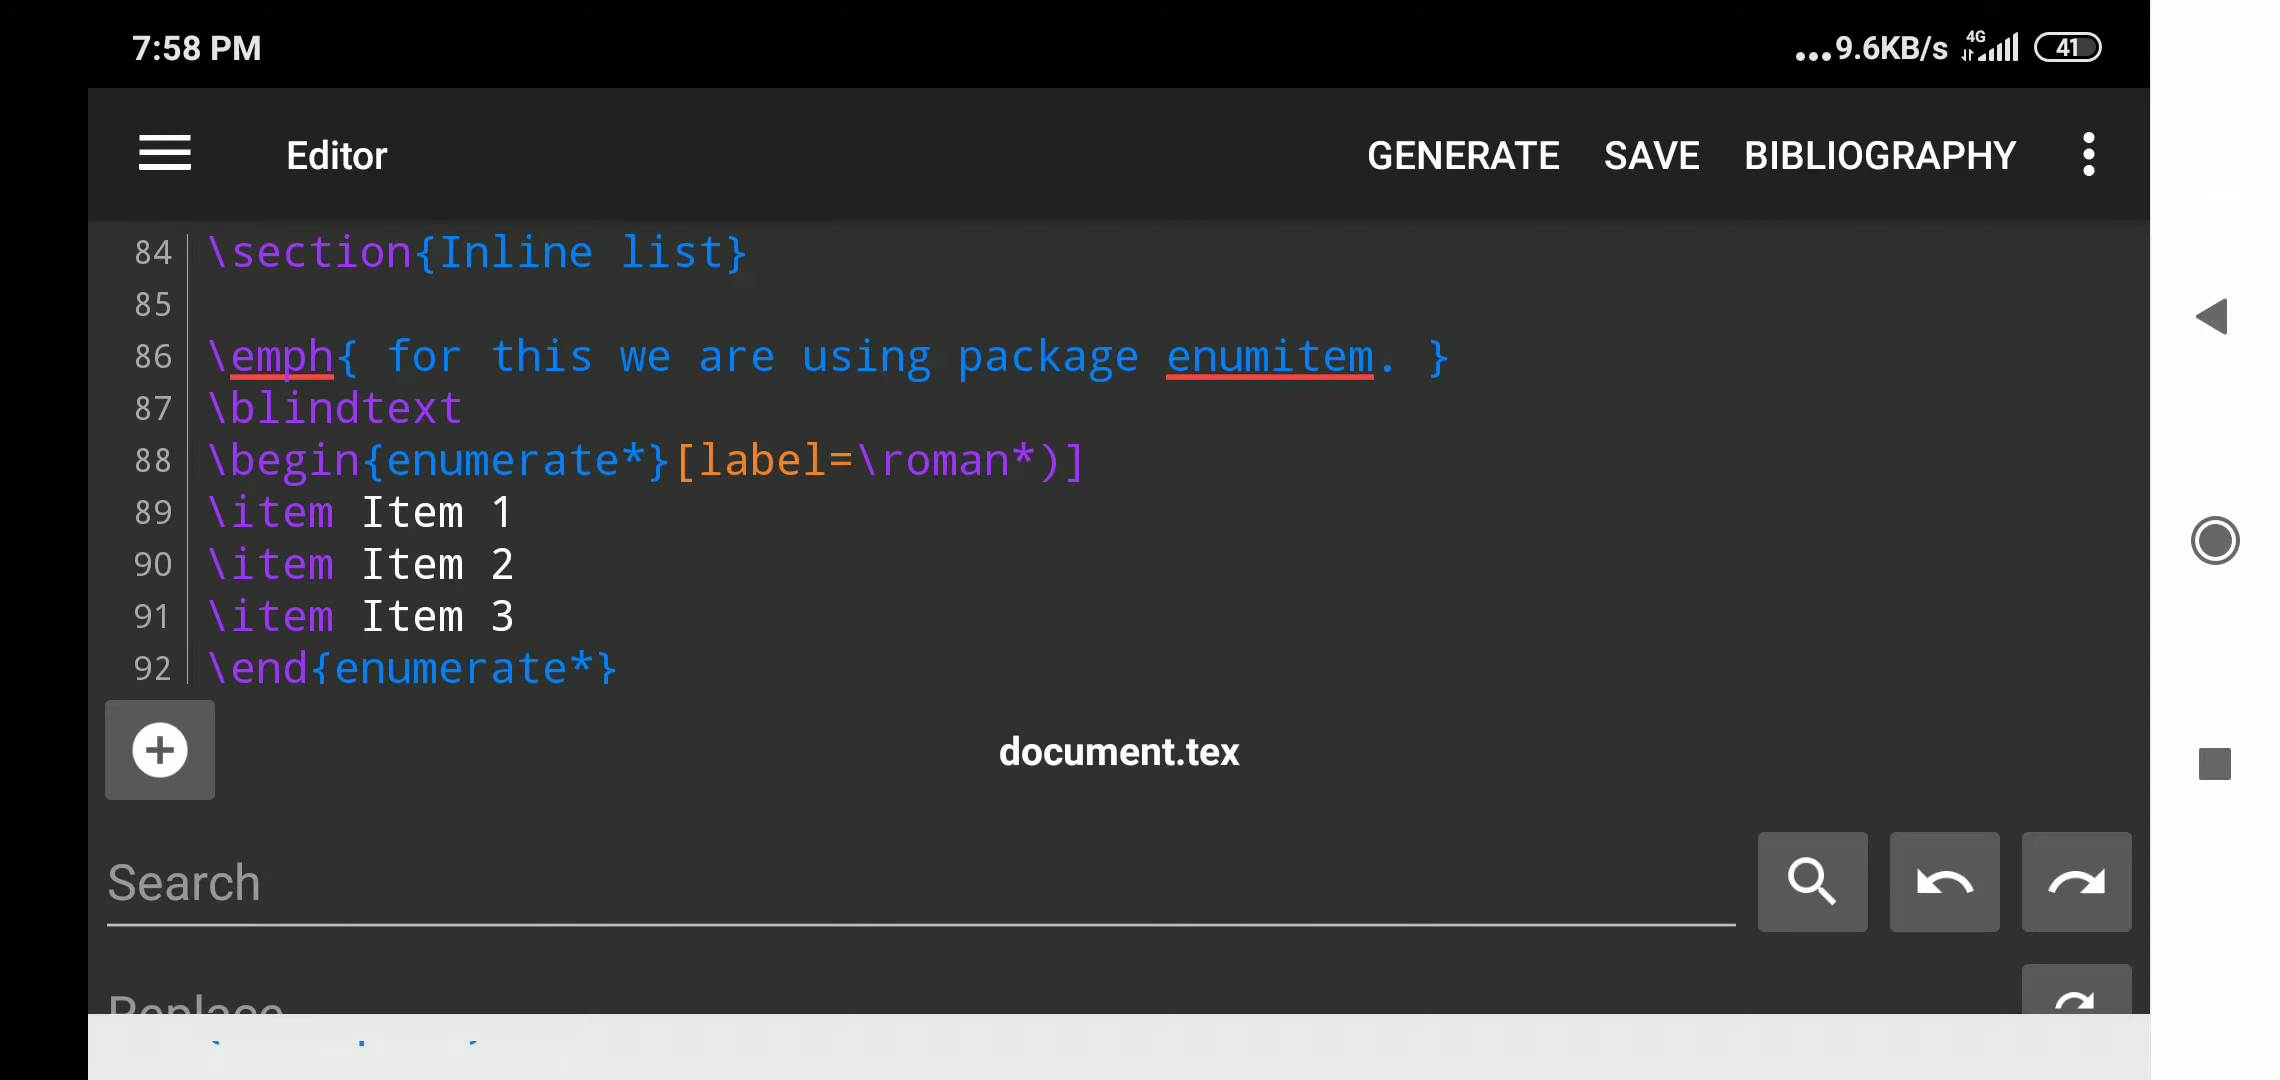 7:58 PM
...9.6KB/s 4G 41
Editor
GENERATE SAVE BIBLIOGRAPHY
84 \section{Inline list}
85
86 \emph{ for this we are using package enumitem. }
87 \blindtext
88 \begin{enumerate*}[label=\roman*)]
89 \item Item 1
90 \item Item 2
91 \item Item 3
92 \end{enumerate*}
document.tex
Search
Replace